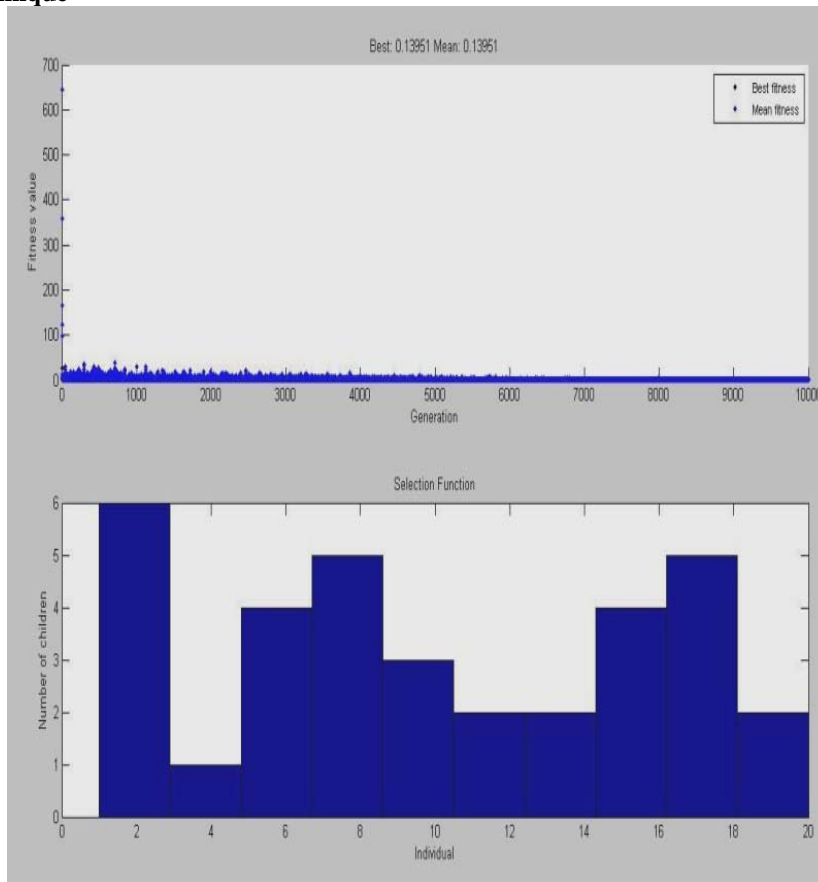 Best: 0.13951 Mean: 0.13951
700
600
500
400
300
200
100
0
Fitness value
Best fitness
Mean fitness
0 1000 2000 3000 4000 5000 6000 7000 8000 9000 10000
Generation
Selection Function
6
5
4
3
2
1
0
Number of children
0 2 4 6 8 10 12 14 16 18 20
Individual